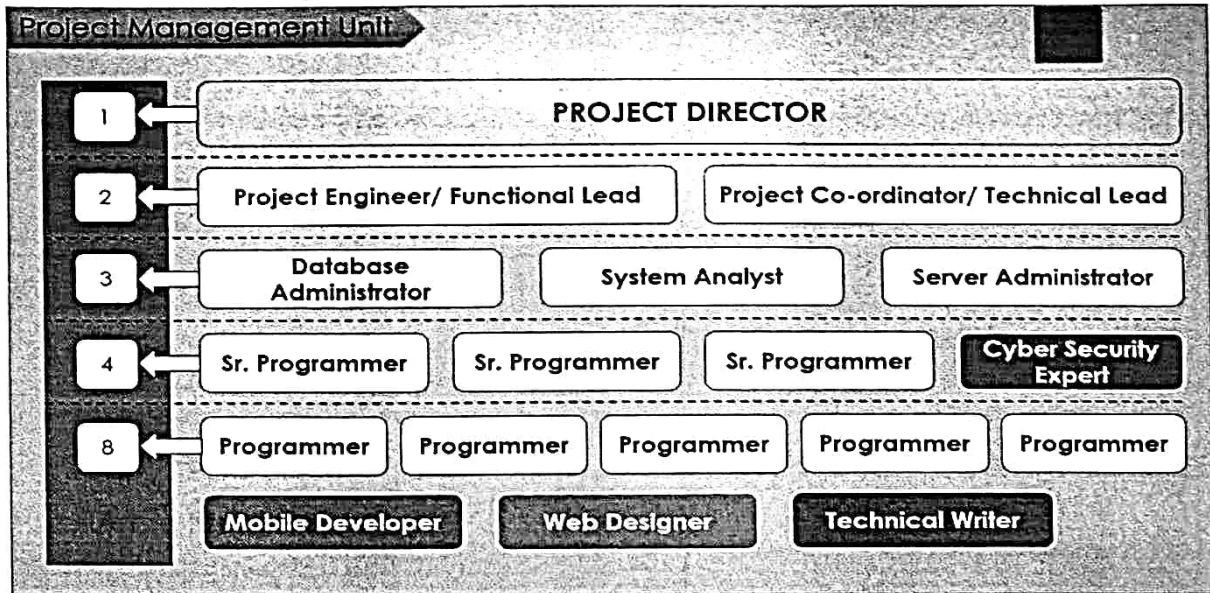 Project Management Unit
1
PROJECT DIRECTOR
2
Project Engineer/ Functional Lead
Project Co-ordinator/ Technical Lead
3
Database
Administrator
System Analyst
Server Administrator
4
Sr. Programmer
Sr. Programmer
Sr. Programmer
Cyber Security
Expert
8
Programmer
Programmer
Programmer
Programmer
Programmer
Mobile Developer
Web Designer
Technical Writer